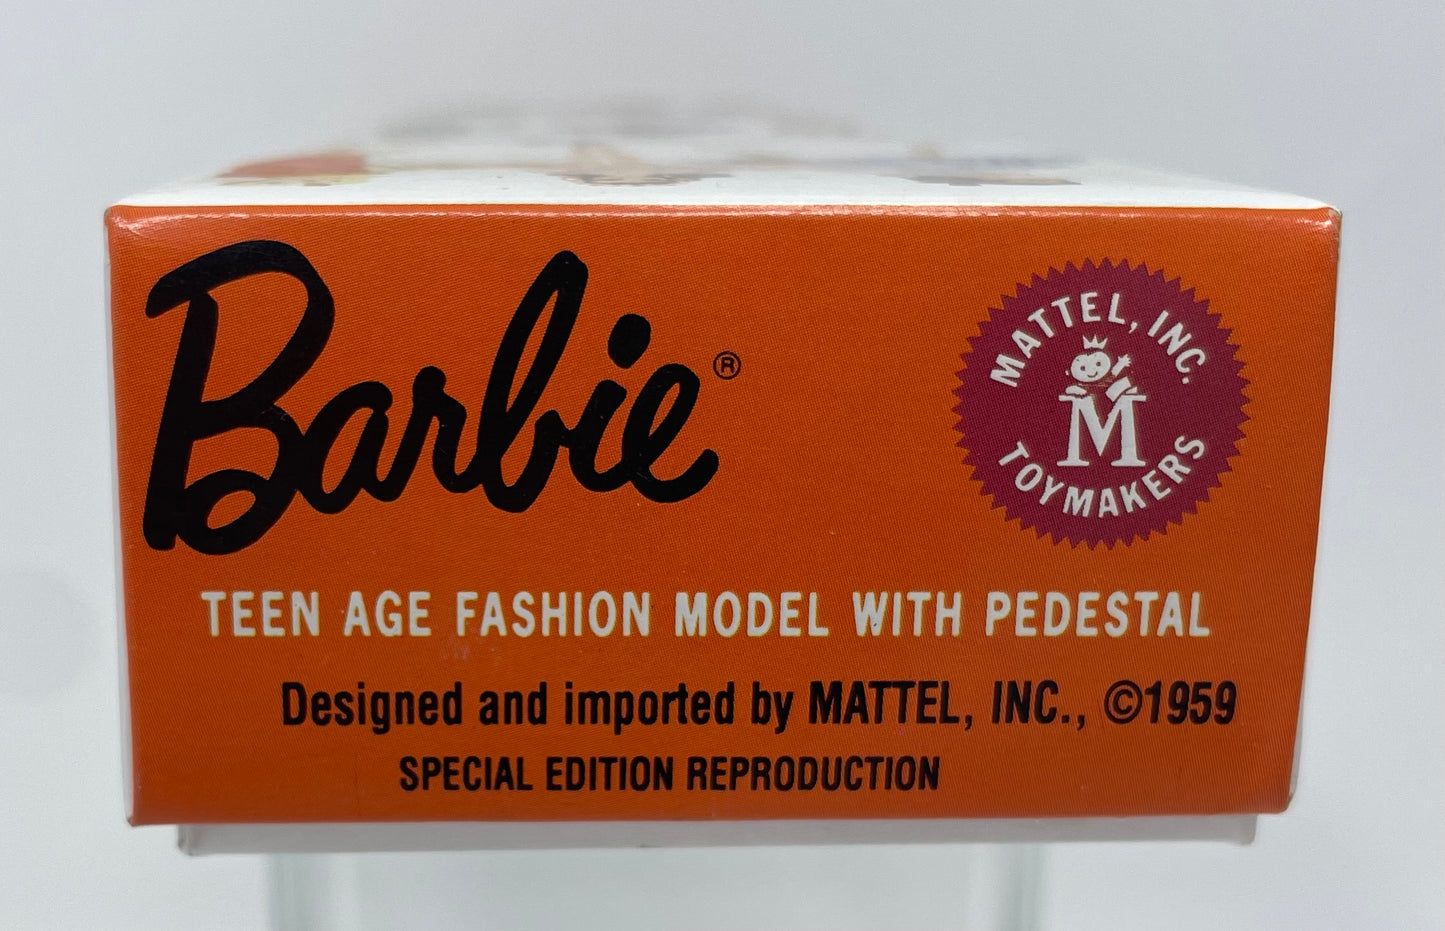 Barbie®
MATTEL, INC.
M
TOYMAKERS
TEEN AGE FASHION MODEL WITH PEDESTAL
Designed and imported by MATTEL, INC., ©1959
SPECIAL EDITION REPRODUCTION